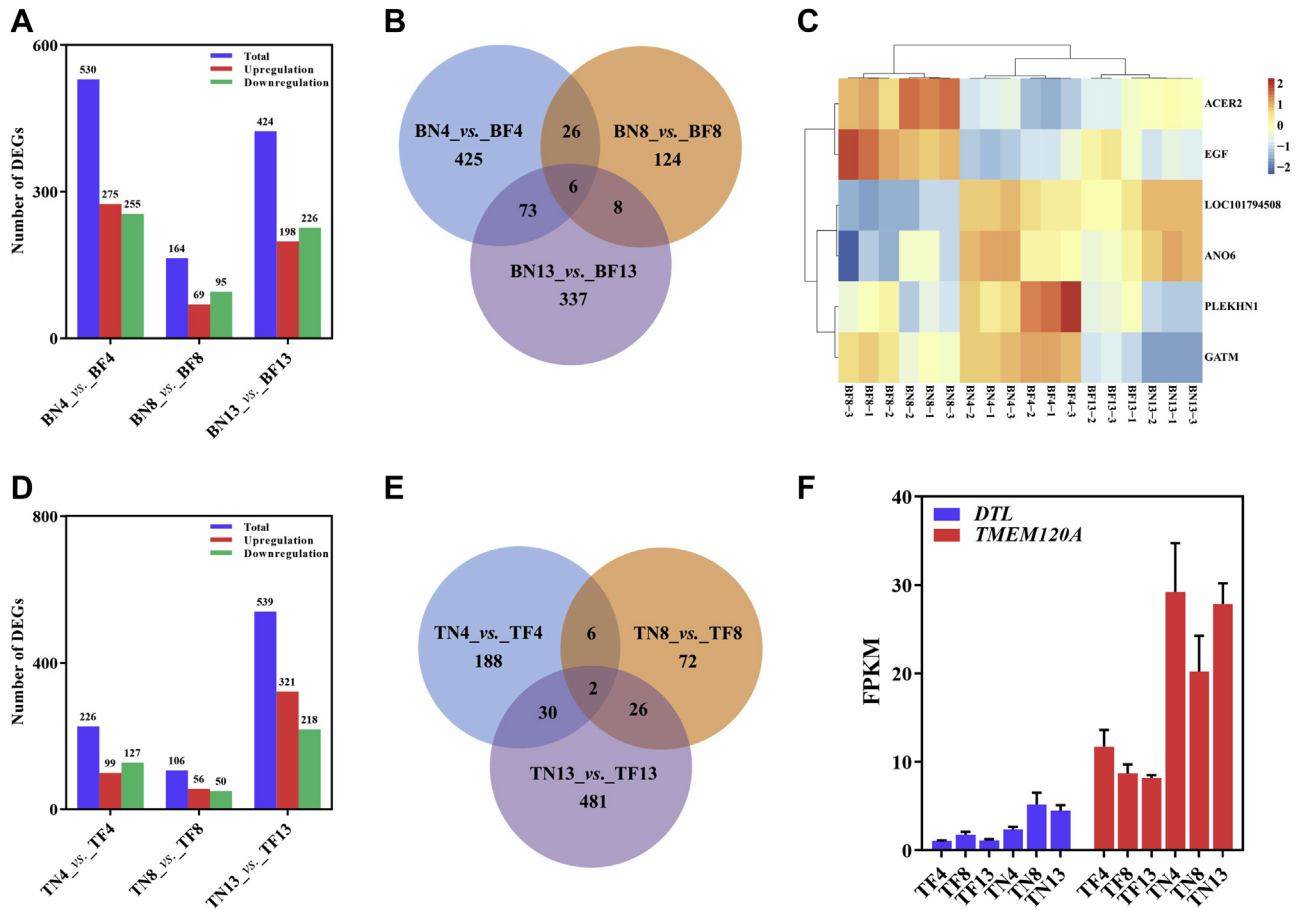 A
Number of DEGs
600
300
0
Total
Upregulation
Downregulation
530
275
255
164
69
95
424
198
226
BN4_vs._BF4
BN8_vs._BF8
BN13_vs._BF13
B
BN4_vs._BF4
425
26
BN8_vs._BF8
124
6
73
8
BN13_vs._BF13
337
C
ACER2
EGF
LOC101794508
ANO6
PLEKHN1
GATM
2
1
0
−1
−2
BF8−3
BF8−1
BF8−2
BN8−2
BN8−1
BN8−3
BN4−2
BN4−1
BN4−3
BF4−2
BF4−1
BF4−3
BF13−2
BF13−3
BF13−1
BN13−2
BN13−1
BN13−3
D
Number of DEGs
800
400
0
Total
Upregulation
Downregulation
226
99
127
106
56
50
539
321
218
TN4_vs._TF4
TN8_vs._TF8
TN13_vs._TF13
E
TN4_vs._TF4
188
6
TN8_vs._TF8
72
2
30
26
TN13_vs._TF13
481
F
FPKM
40
30
20
10
0
DTL
TMEM120A
TF4
TF8
TF13
TN4
TN8
TN13
TF4
TF8
TF13
TN4
TN8
TN13